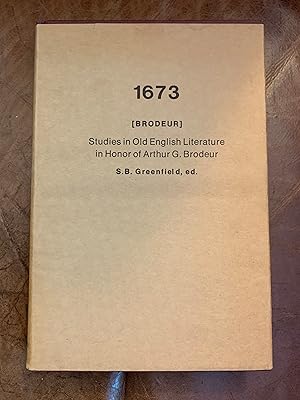 1673
[BRODEUR]
Studies in Old English Literature
in Honor of Arthur G. Brodeur
S.B. Greenfield, ed.